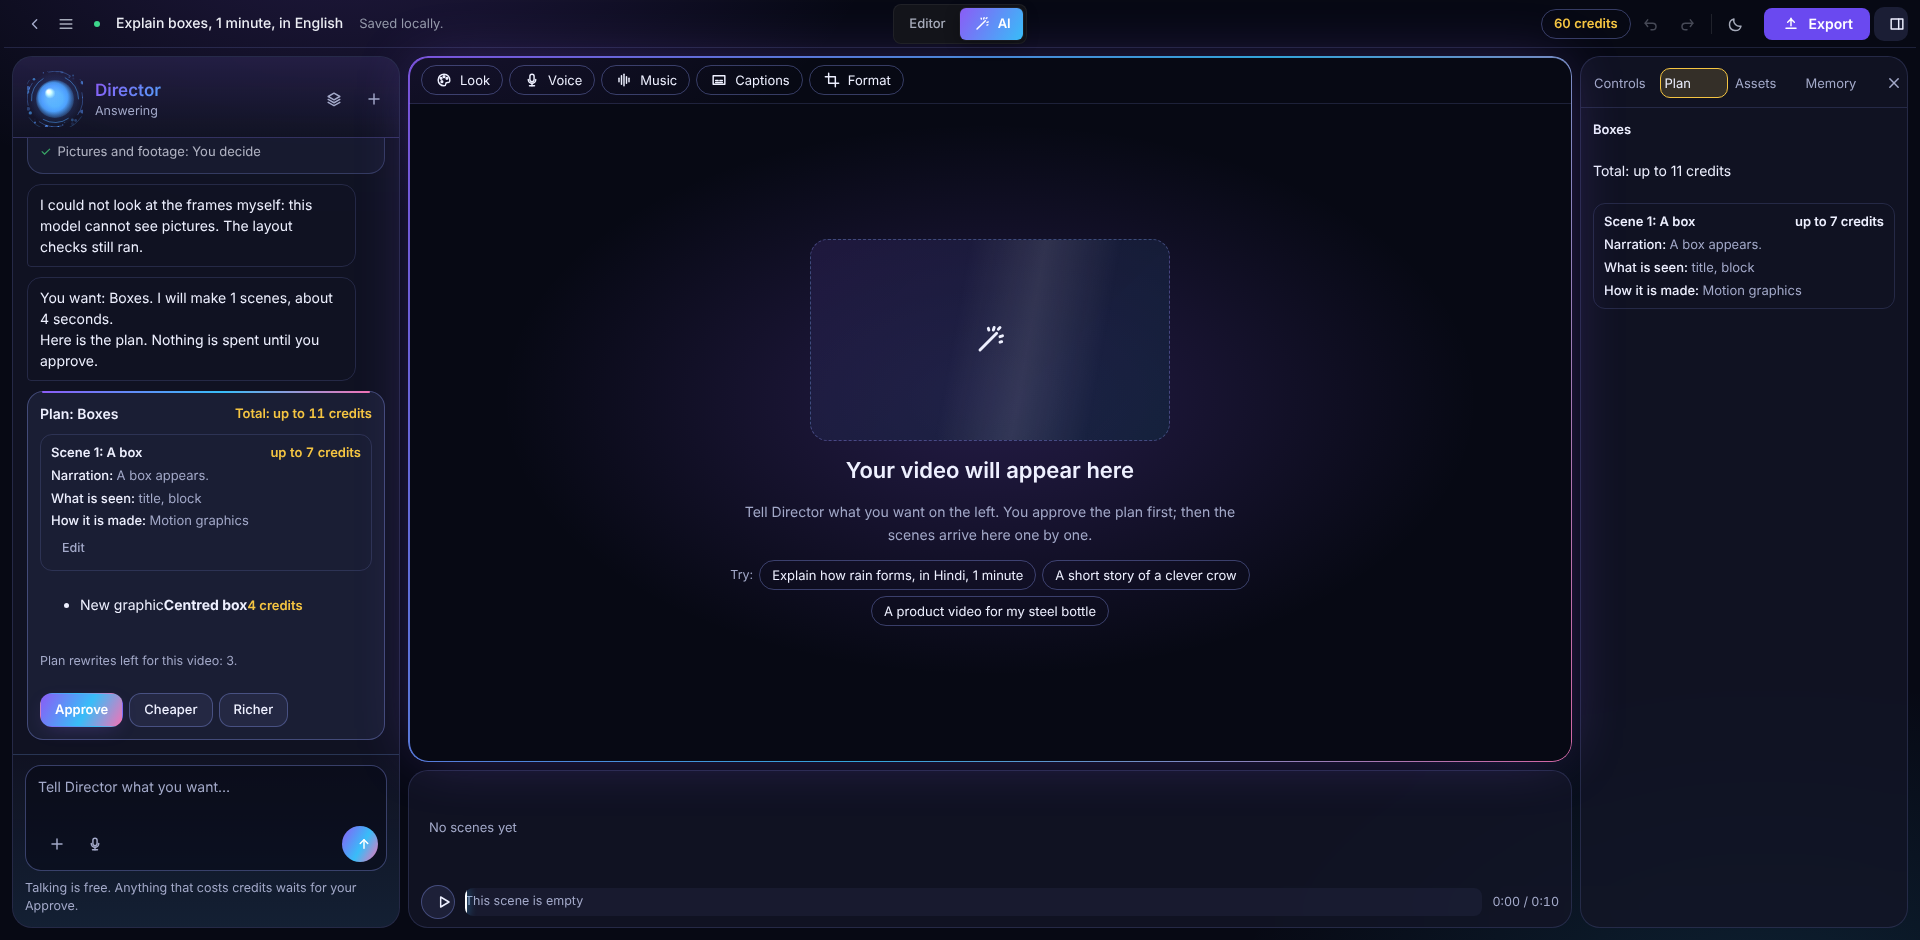 Explain boxes, 1 minute, in English
Saved locally.
Editor
AI
60 credits
Export
Director
Answering
Pictures and footage: You decide
I could not look at the frames myself: this
model cannot see pictures. The layout
checks still ran.
You want: Boxes. I will make 1 scenes, about
4 seconds.
Here is the plan. Nothing is spent until you
approve.
Plan: Boxes
Total: up to 11 credits
Scene 1: A box
up to 7 credits
Narration: A box appears.
What is seen: title, block
How it is made: Motion graphics
Edit
New graphicCentred box4 credits
Plan rewrites left for this video: 3.
Approve
Cheaper
Richer
Tell Director what you want...
Talking is free. Anything that costs credits waits for your
Approve.
Look
Voice
Music
Captions
Format
Your video will appear here
Tell Director what you want on the left. You approve the plan first; then the
scenes arrive here one by one.
Try:
Explain how rain forms, in Hindi, 1 minute
A short story of a clever crow
A product video for my steel bottle
No scenes yet
This scene is empty
0:00 / 0:10
Controls
Plan
Assets
Memory
Boxes
Total: up to 11 credits
Scene 1: A box
up to 7 credits
Narration: A box appears.
What is seen: title, block
How it is made: Motion graphics